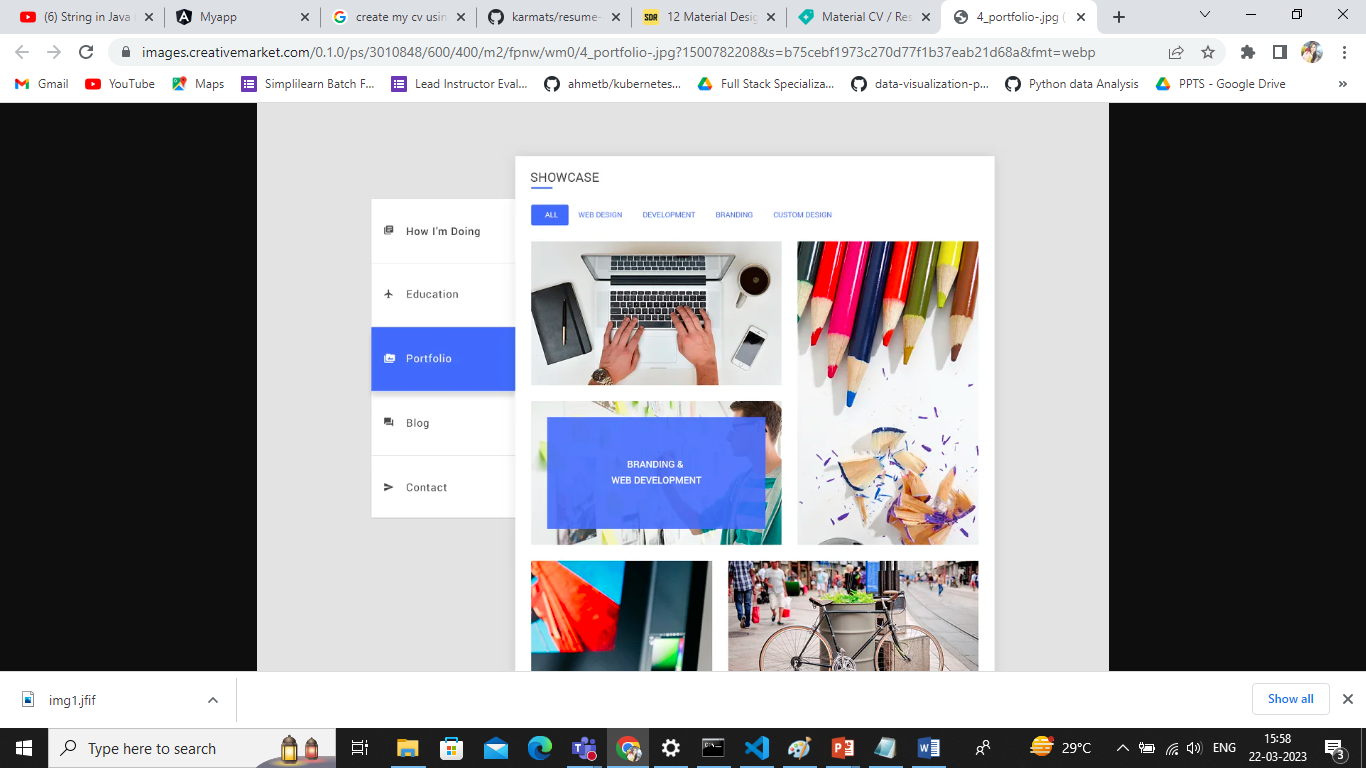 (6) String in Java
Myapp
create my cv usin
karmats/resume-
12 Material Desig
Material CV / Res
4_portfolio-.jpg (
images.creativemarket.com/0.1.0/ps/3010848/600/400/m2/fpnw/wm0/4_portfolio-.jpg?1500782208&s=b75cebf1973c270d77f1b37eab21d68a&fmt=webp
Gmail
YouTube
Maps
Simplilearn Batch F...
Lead Instructor Eval...
ahmetb/kubernetes...
Full Stack Specializa...
data-visualization-p...
Python data Analysis
PPTS - Google Drive
»
How I'm Doing
Education
Portfolio
Blog
Contact
SHOWCASE
ALL
WEB DESIGN
DEVELOPMENT
BRANDING
CUSTOM DESIGN
BRANDING &
WEB DEVELOPMENT
img1.jfif
Show all
Type here to search
29°C
ENG
15:58
22-03-2023
3